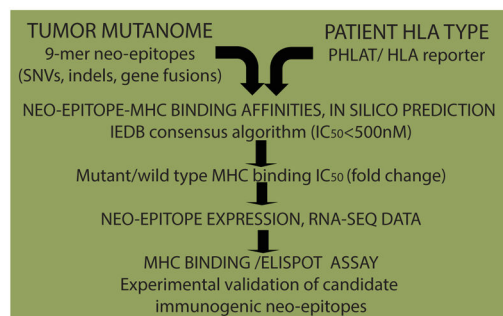 TUMOR MUTANOME
9-mer neo-epitopes
(SNVs, indels, gene fusions)
PATIENT HLA TYPE
PHLAT/ HLA reporter
NEO-EPITOPE-MHC BINDING AFFINITIES, IN SILICO PREDICTION
IEDB consensus algorithm (IC50<500nM)
Mutant/wild type MHC binding IC50 (fold change)
NEO-EPITOPE EXPRESSION, RNA-SEQ DATA
MHC BINDING /ELISPOT ASSAY
Experimental validation of candidate
immunogenic neo-epitopes